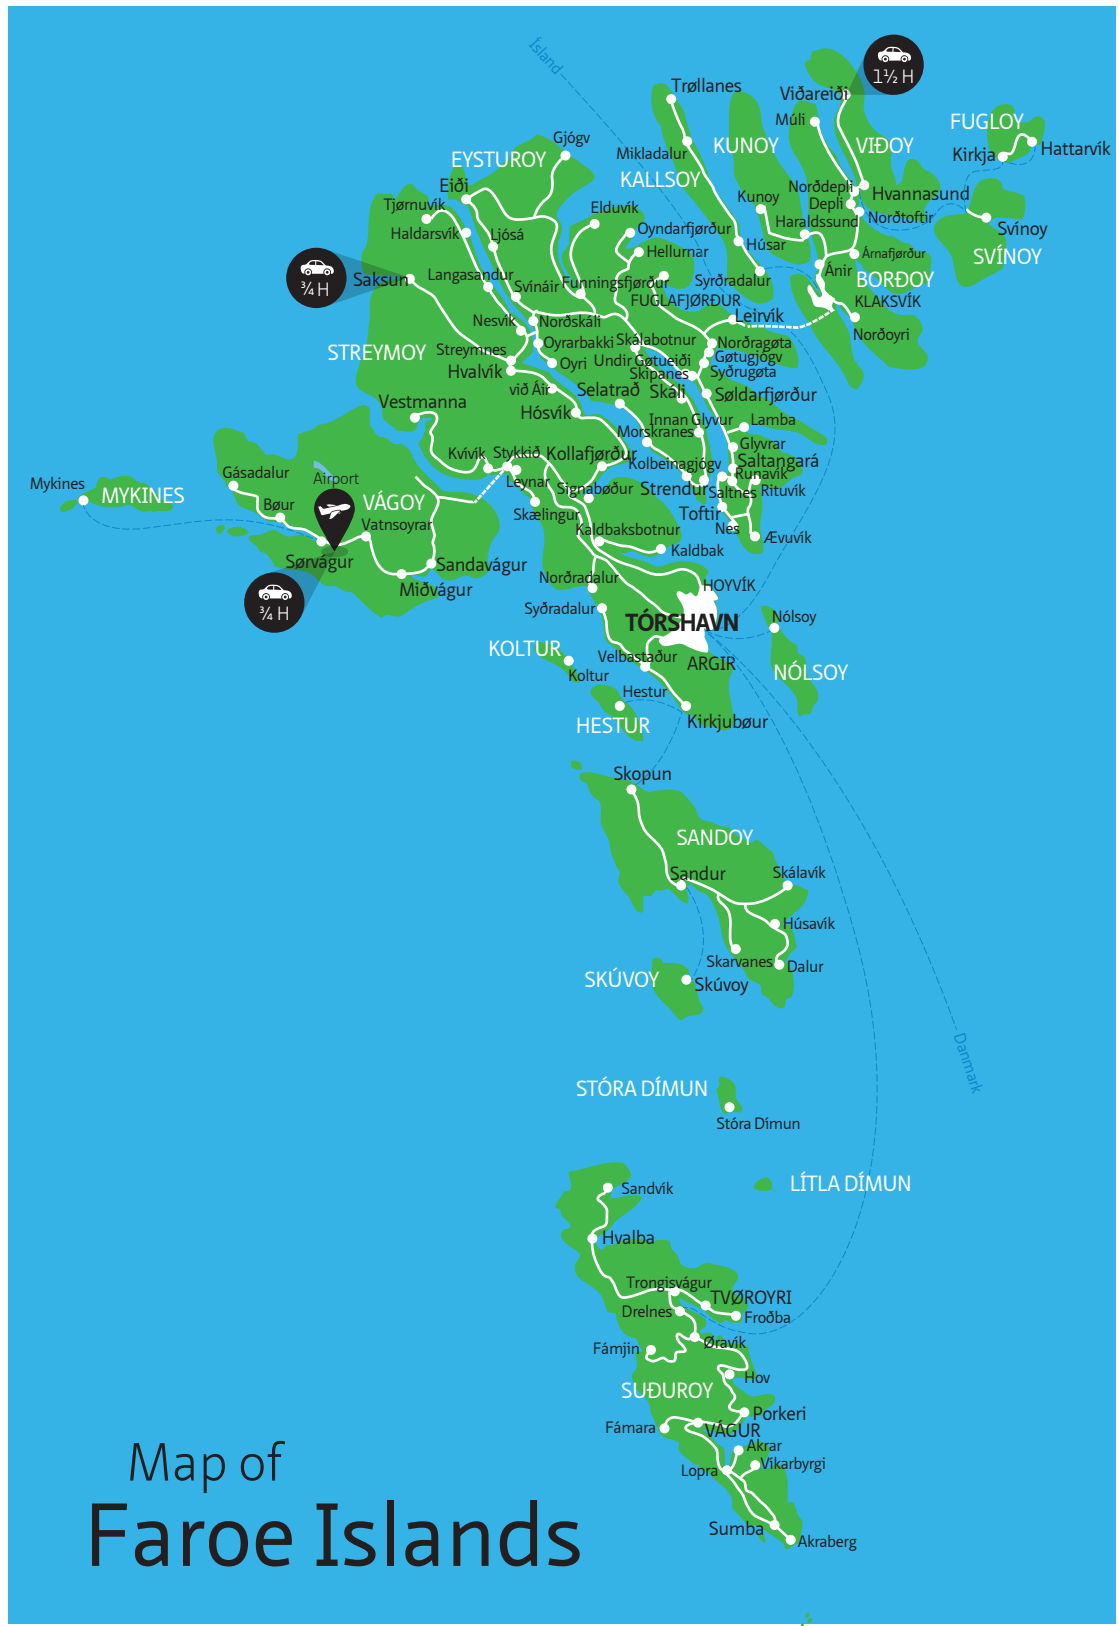 Ísland
1½ H
Trøllanes
Viðareiði
Múli
FUGLOY
Hattarvík
Kirkja
Gjógv
EYSTUROY
KUNOY
VIÐOY
Mikladalur
KALLSOY
Eiði
Norðdepli
Hvannasund
Kunoy
Depli
Tjørnuvík
Elduvík
Norðtoftir
Haraldssund
Svínoy
Haldarsvík
Ljósá
Oyndarfjørður
Húsar
Hellurnar
Árnafjørður
SVÍNOY
¾ H
Saksun
Langasandur
Svínáir
Funningsfjørður
Syðradalur
Ánir
BORÐOY
FUGLAFJØRÐUR
KLAKSVÍK
Leirvík
Nesvík
Norðskáli
Norðoyri
Oyrarbakki
Skálabotnur
Norðragøta
STREYMOY
Streymnes
Gøtugjógv
Oyri
Undir Gøtueiði
Hvalvík
Skipanes
Syðrugøta
við Áir
Selatrað
Skáli
Søldarfjørður
Vestmanna
Hósvík
Innan Glyvur
Lamba
Morskranes
Glyvrar
Kvívík
Stykkið
Kollafjørður
Kolbeinagjógv
Saltangará
Gásadalur
Airport
Runavík
Mykines
MYKINES
Leynar
Signabøður
Strendur
Saltnes
Rituvík
Bøur
VÁGOY
Skælingur
Toftir
Vatnsoyrar
Kaldbaksbotnur
Nes
Ævuvík
Kaldbak
Sørvágur
Sandavágur
Miðvágur
Norðradalur
HOYVÍK
¾ H
Syðradalur
TÓRSHAVN
Nólsoy
KOLTUR
Velbastaður
ARGIR
NÓLSOY
Koltur
Hestur
HESTUR
Kirkjubøur
Skopun
SANDOY
Sandur
Skálavík
Húsavík
Skarvanes
Dalur
SKÚVOY
Skúvoy
Danmark
STÓRA DÍMUN
Stóra Dímun
LÍTLA DÍMUN
Sandvík
Hvalba
Trongisvágur
TVØROYRI
Drelnes
Froðba
Fámjin
Øravík
Hov
SUÐUROY
Porkeri
Fámara
VÁGUR
Akrar
Víkarbyrgi
Lopra
Sumba
Akraberg
Map of
Faroe Islands